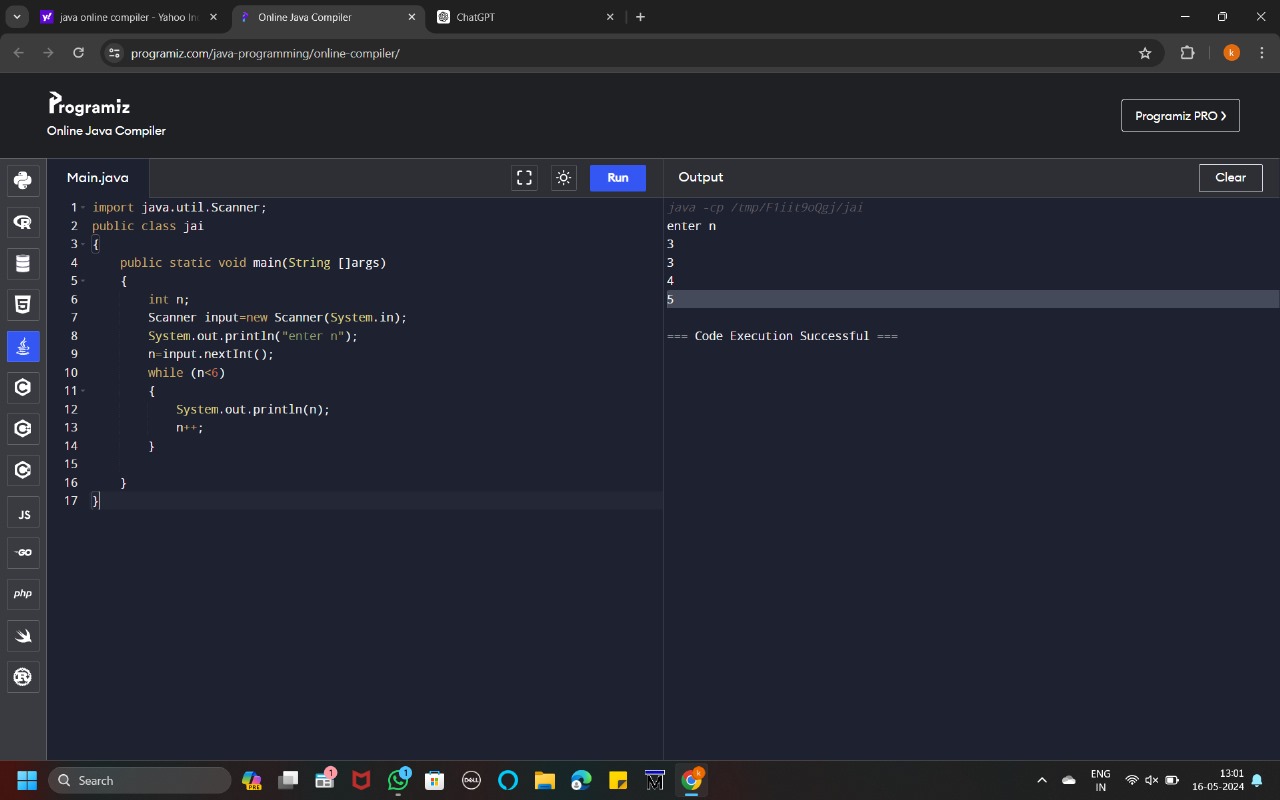 java online compiler - Yahoo In
Online Java Compiler
ChatGPT
programiz.com/java-programming/online-compiler/
k
Programiz
Online Java Compiler
Programiz PRO ❯
Main.java
Run
Output
Clear
1 import java.util.Scanner;
2 public class jai
3 {
4     public static void main(String []args)
5     {
6         int n;
7         Scanner input=new Scanner(System.in);
8         System.out.println("enter n");
9         n=input.nextInt();
10         while (n<6)
11         {
12             System.out.println(n);
13             n++;
14         }
15
16     }
17 }
java -cp /tmp/F1iit9oQgj/jai
enter n
3
3
4
5
=== Code Execution Successful ===
R
5
C
C
C
JS
GO
php
R
Search
PRE
1
1
DELL
M
k
ENG
IN
13:01
16-05-2024